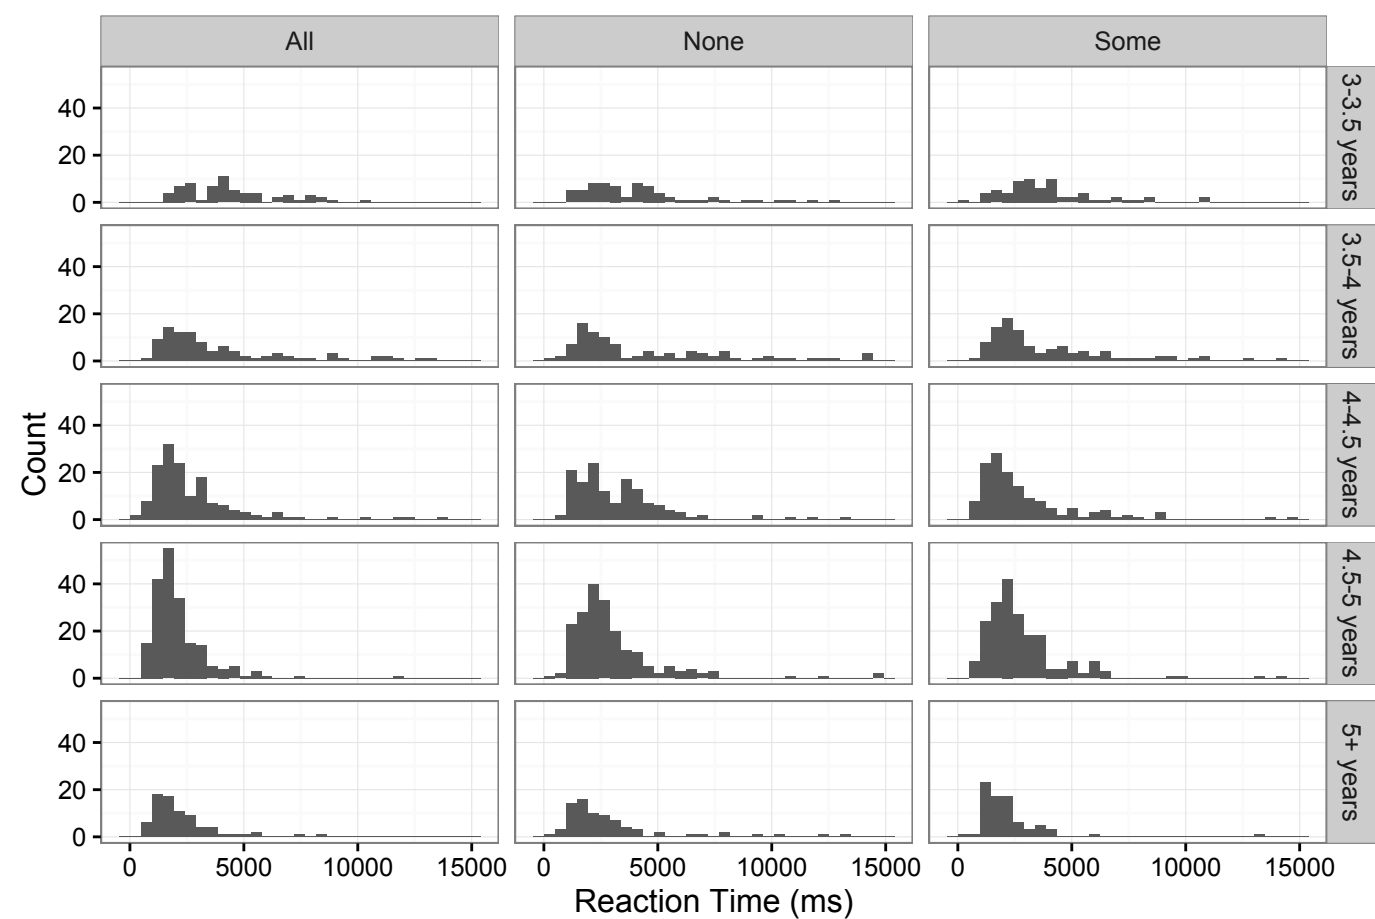 All None Some
40
20
0
3-3.5 years
40
20
0
3.5-4 years
40
20
0
4-4.5 years
40
20
0
4.5-5 years
40
20
0
5+ years
0 5000 10000 15000 0 5000 10000 15000 0 5000 10000 15000
Count
Reaction Time (ms)